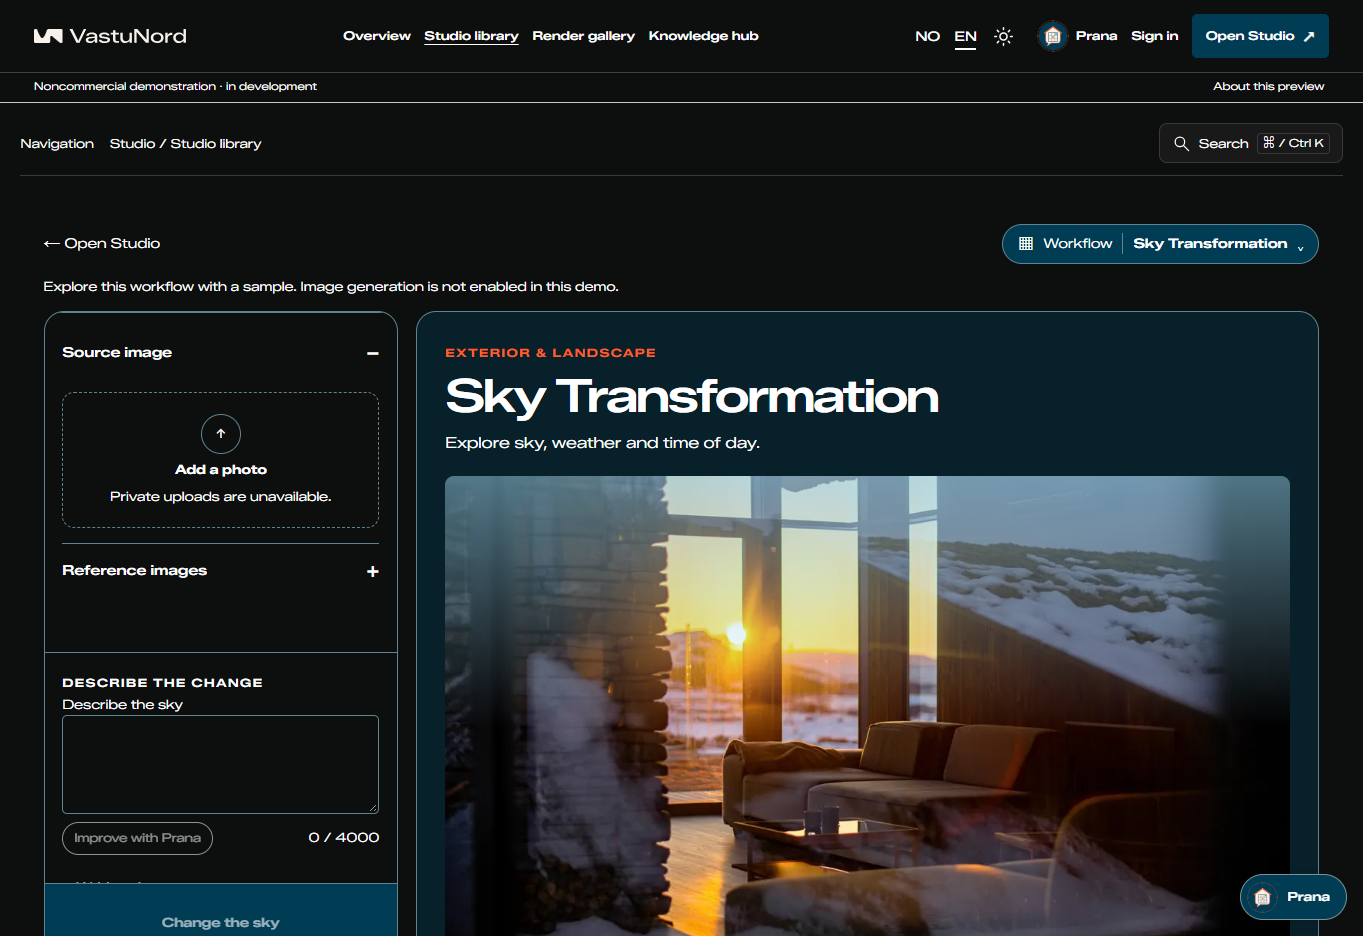 VastuNord
Overview Studio library Render gallery Knowledge hub
NO EN Prana Sign in Open Studio ↗
Noncommercial demonstration · in development About this preview
Navigation Studio / Studio library
Search ⌘ / Ctrl K
← Open Studio
Workflow Sky Transformation
Explore this workflow with a sample. Image generation is not enabled in this demo.
Source image −
Add a photo
Private uploads are unavailable.
Reference images +
DESCRIBE THE CHANGE
Describe the sky
Improve with Prana 0 / 4000
Change the sky
EXTERIOR & LANDSCAPE
Sky Transformation
Explore sky, weather and time of day.
Prana